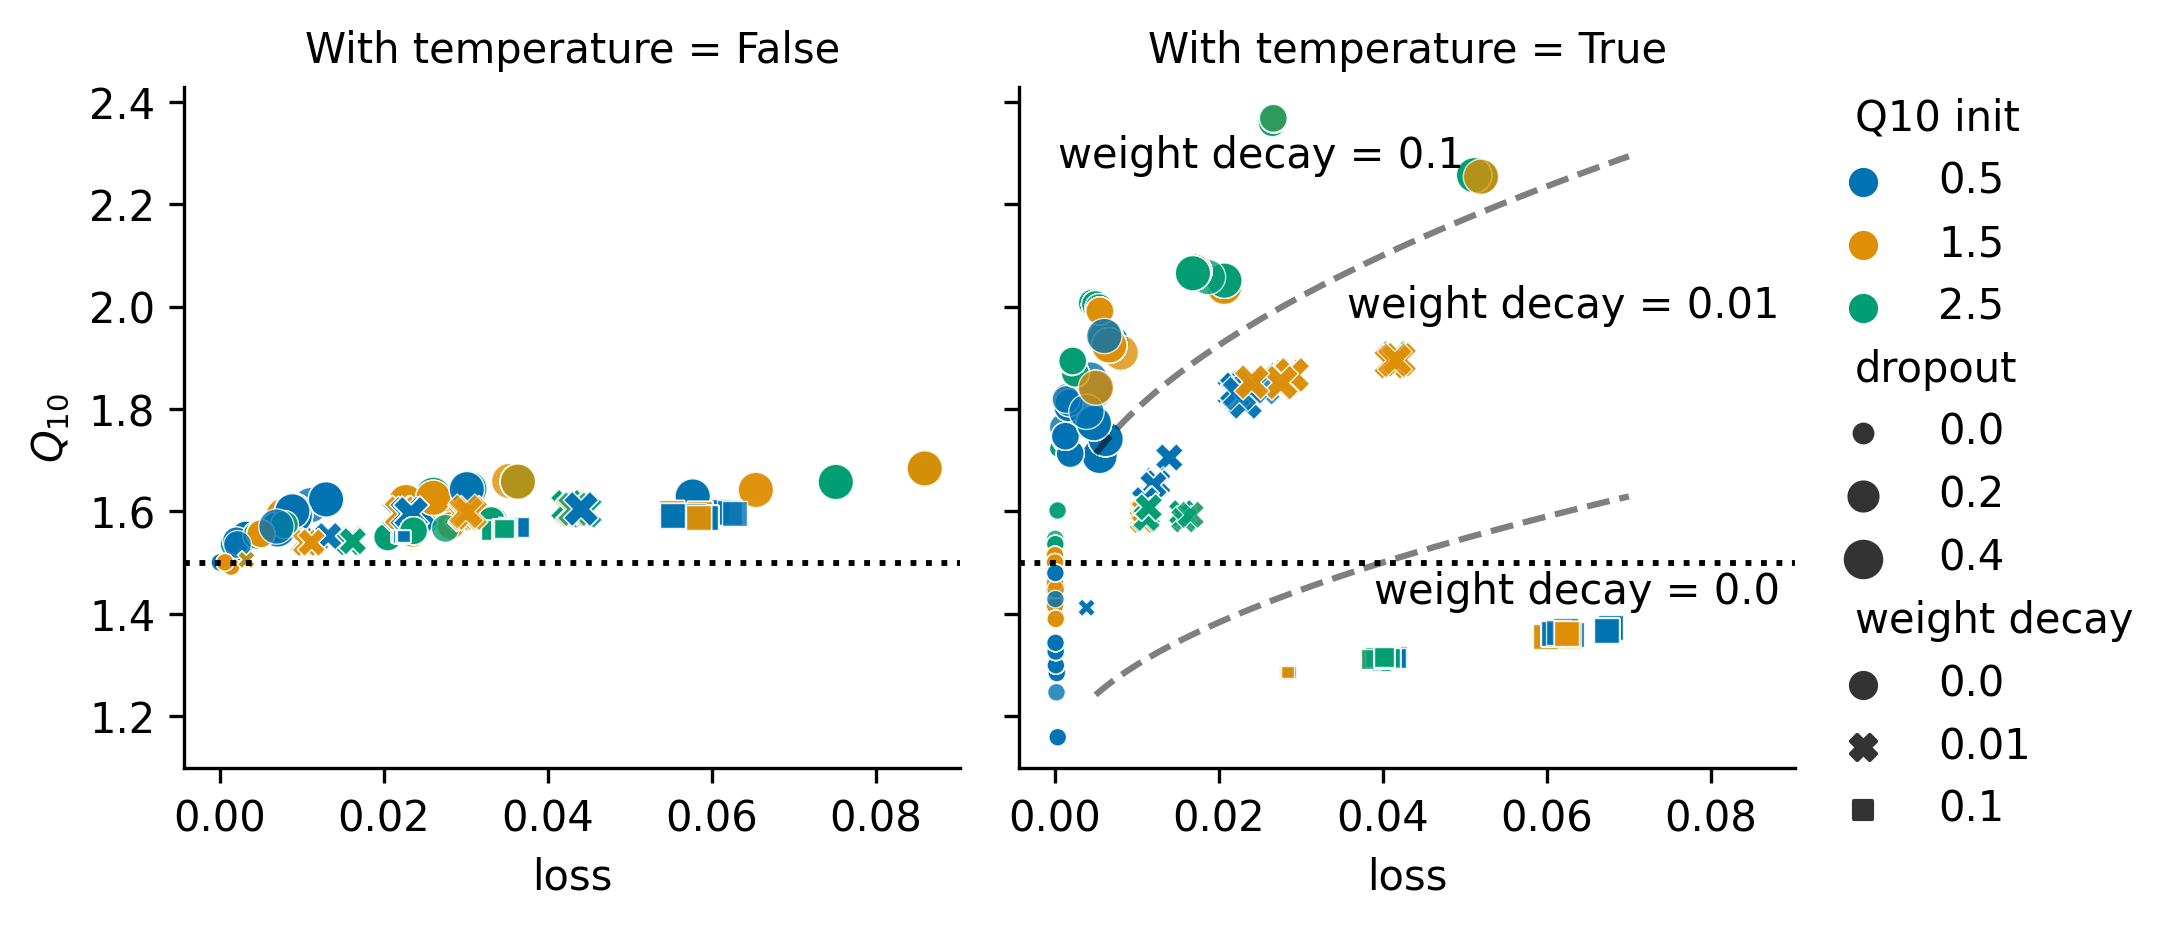 With temperature = False
With temperature = True
Q10
2.4
2.2
2.0
1.8
1.6
1.4
1.2
0.00
0.02
0.04
0.06
0.08
loss
weight decay = 0.1
weight decay = 0.01
weight decay = 0.0
0.00
0.02
0.04
0.06
0.08
loss
Q10 init
0.5
1.5
2.5
dropout
0.0
0.2
0.4
weight decay
0.0
0.01
0.1